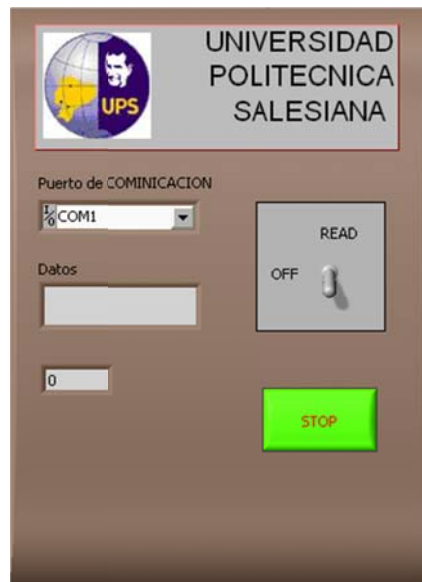 UNIVERSIDAD
POLITECNICA
SALESIANA
UPS
Puerto de COMINICACION
I/O COM1
READ
Datos
OFF
0
STOP